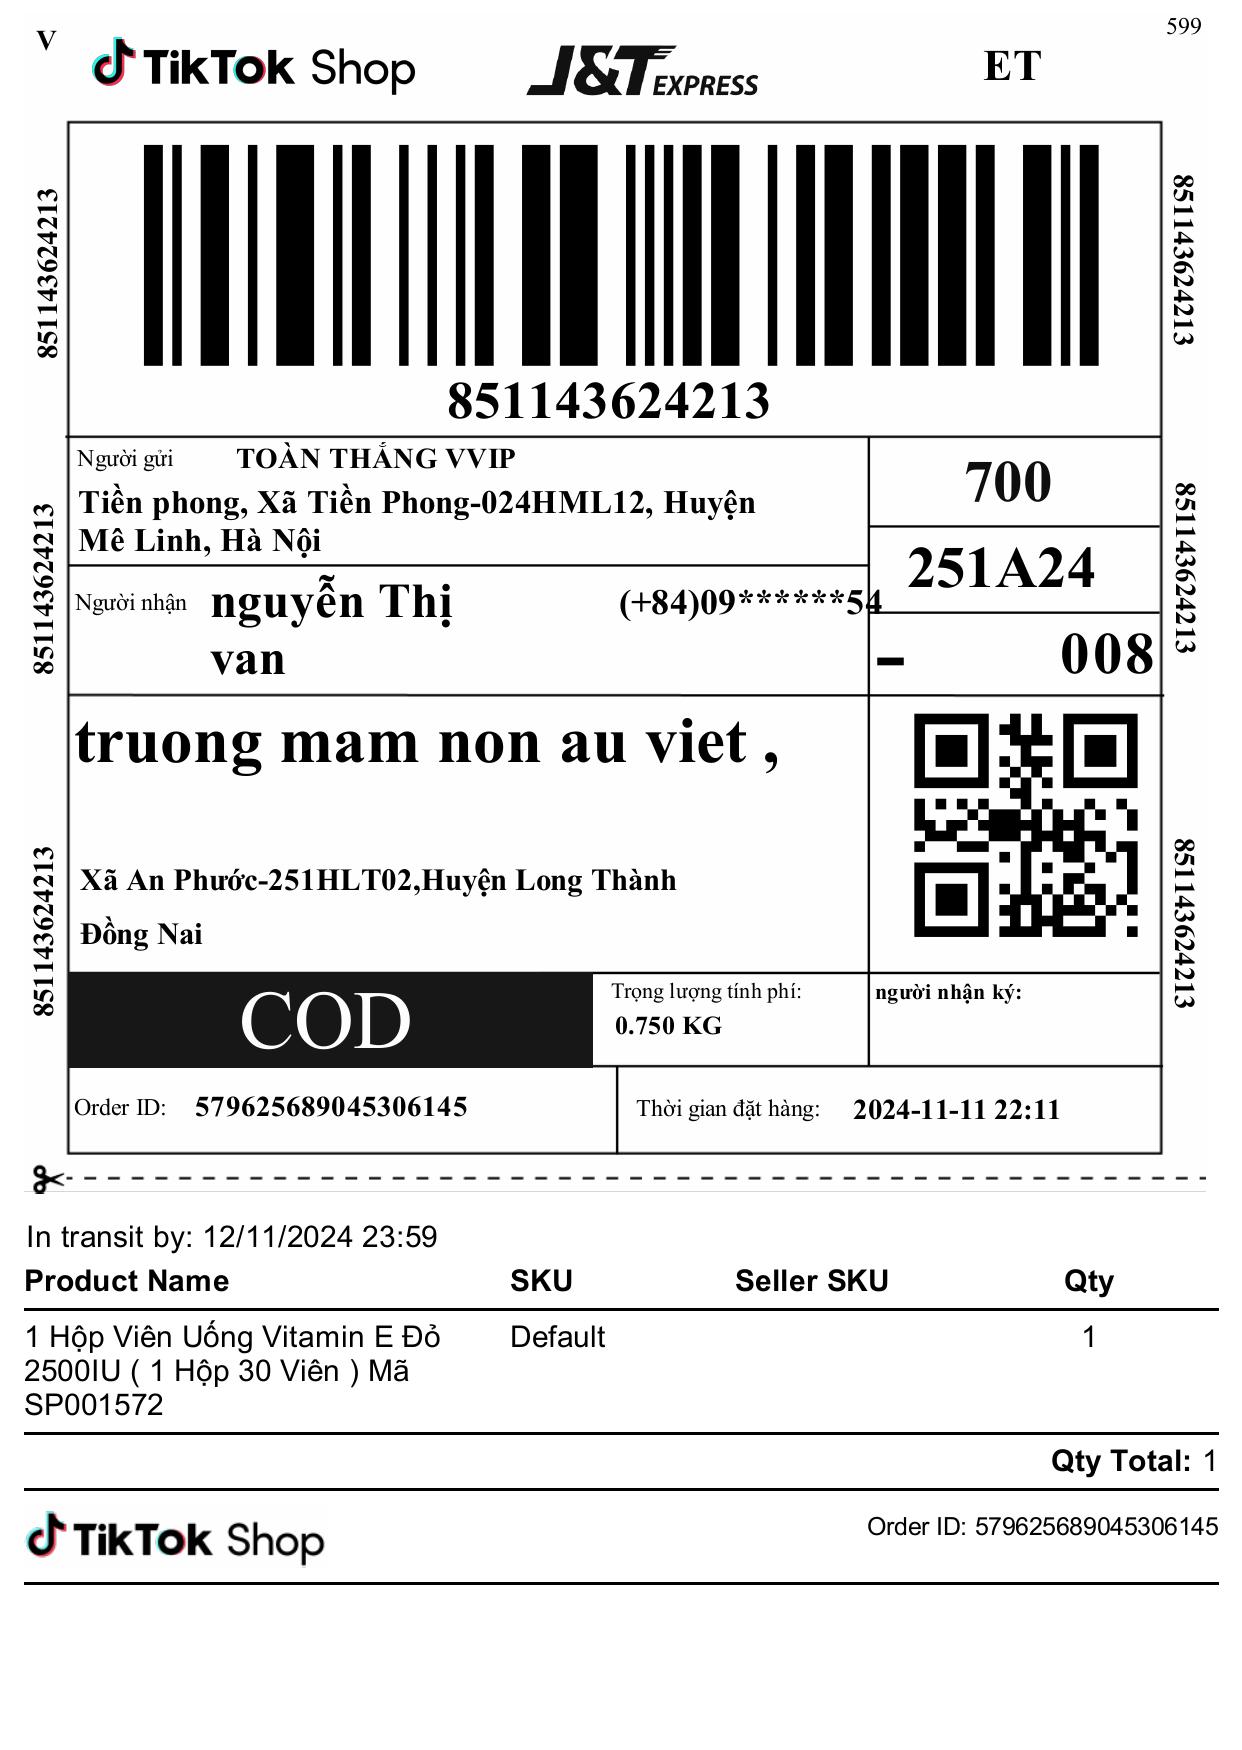 599
V
TikTok Shop
J&T EXPRESS
ET
851143624213
851143624213
851143624213
Người gửi TOÀN THẮNG VVIP
Tiền phong, Xã Tiền Phong-024HML12, Huyện
Mê Linh, Hà Nội
700
251A24
851143624213
851143624213
Người nhận nguyễn Thị
van
(+84)09******54
- 008
truong mam non au viet ,
Xã An Phước-251HLT02,Huyện Long Thành
Đồng Nai
851143624213
851143624213
COD
Trọng lượng tính phí:
0.750 KG
người nhận ký:
Order ID: 579625689045306145
Thời gian đặt hàng: 2024-11-11 22:11
In transit by: 12/11/2024 23:59
Product Name SKU Seller SKU Qty
1 Hộp Viên Uống Vitamin E Đỏ Default 1
2500IU ( 1 Hộp 30 Viên ) Mã
SP001572
Qty Total: 1
TikTok Shop
Order ID: 579625689045306145